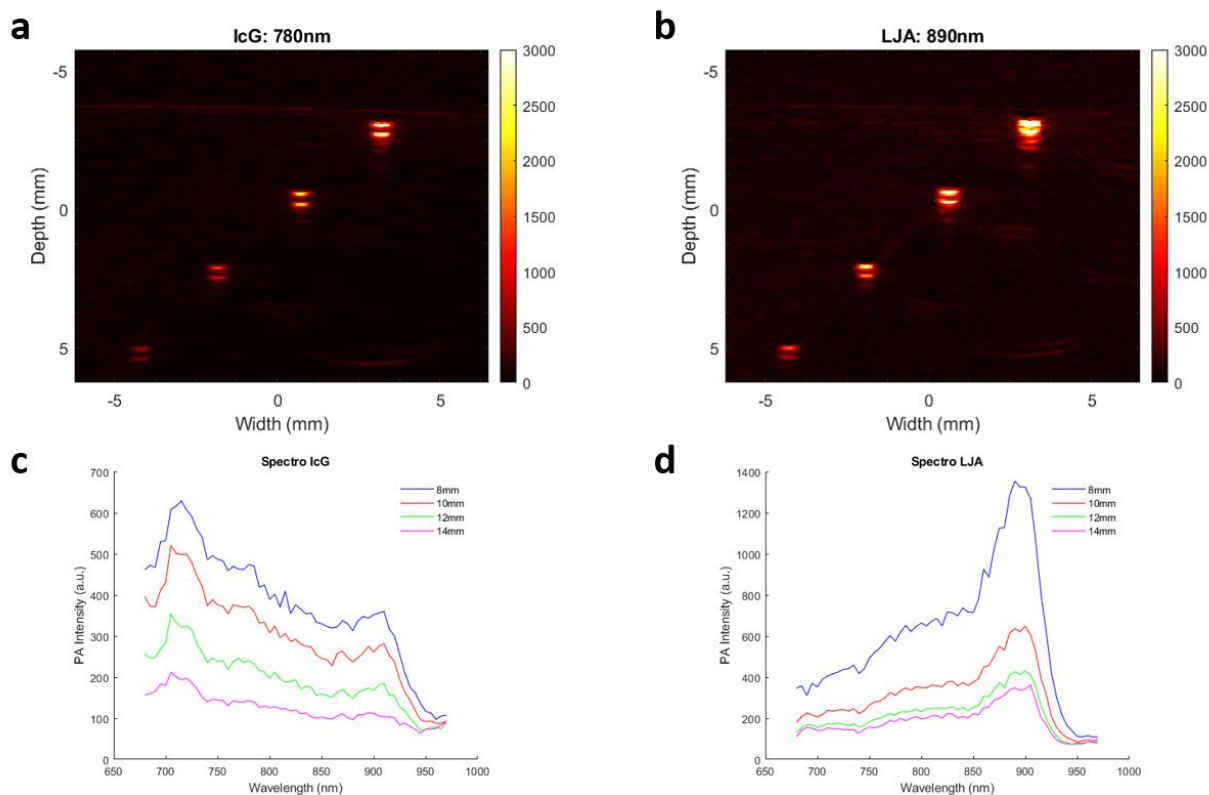 a
IcG: 780nm
-5
0
5
Depth (mm)
-5
0
5
Width (mm)
3000
2500
2000
1500
1000
500
0
b
LJA: 890nm
-5
0
5
Depth (mm)
-5
0
5
Width (mm)
3000
2500
2000
1500
1000
500
0
c
Spectro IcG
700
600
500
400
300
200
100
0
PA Intensity (a.u.)
8mm
10mm
12mm
14mm
650
700
750
800
850
900
950
1000
Wavelength (nm)
d
Spectro LJA
1400
1200
1000
800
600
400
200
0
PA Intensity (a.u.)
8mm
10mm
12mm
14mm
650
700
750
800
850
900
950
1000
Wavelength (nm)